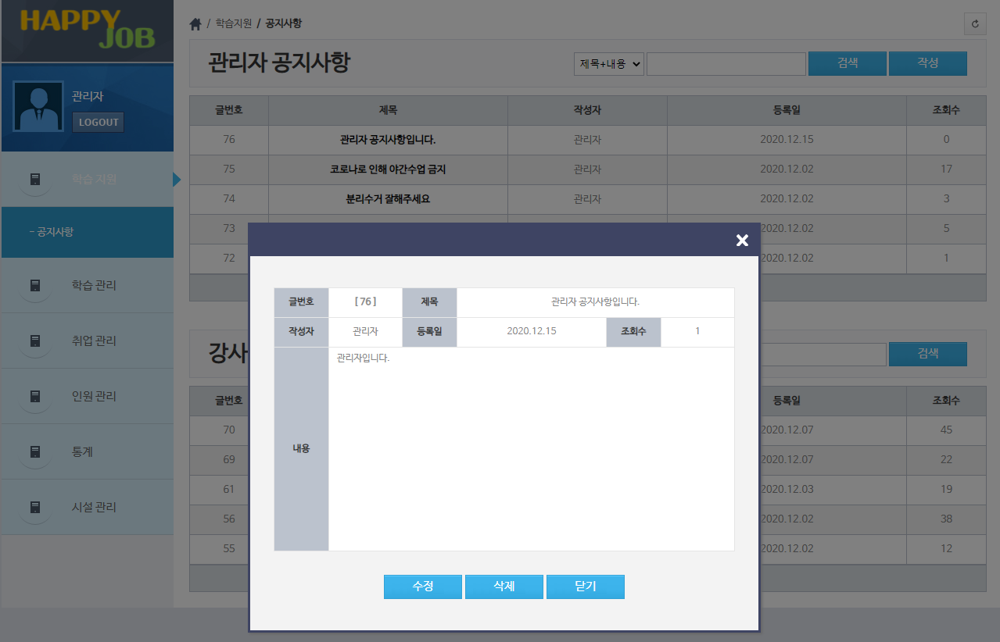 HAPPY
JOB
관리자
LOGOUT
학습 지원
- 공지사항
학습 관리
취업 관리
인원 관리
통계
시설 관리
/ 학습지원 / 공지사항
관리자 공지사항
제목+내용
검색
작성
글번호 제목 작성자 등록일 조회수
76 관리자 공지사항입니다. 관리자 2020.12.15 0
75 코로나로 인해 야간수업 금지 관리자 2020.12.02 17
74 분리수거 잘해주세요 관리자 2020.12.02 3
73 2020.12.02 5
72 2020.12.02 1
강사
검색
글번호 등록일 조회수
70 2020.12.07 45
69 2020.12.07 22
61 2020.12.03 19
56 2020.12.02 38
55 2020.12.02 12
글번호 [ 76 ] 제목 관리자 공지사항입니다.
작성자 관리자 등록일 2020.12.15 조회수 1
내용 관리자입니다.
수정 삭제 닫기